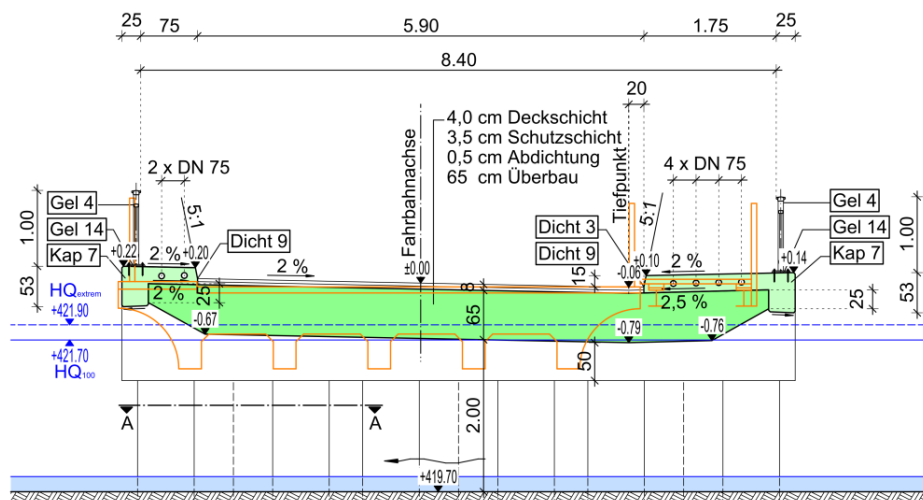 25 75 5.90 1.75 25
8.40
20
4,0 cm Deckschicht
3,5 cm Schutzschicht
0,5 cm Abdichtung
65 cm Überbau
2 x DN 75
4 x DN 75
Fahrbahnachse
Tiefpunkt
1.00
53
Gel 4
Gel 14
Kap 7
5:1
Dicht 9
+0.22
2 %
+0.20
2 %
25
2 %
±0.00
8
65
Dicht 3
Dicht 9
15
-0.06
5:1
+0.10
2 %
2,5 %
+0.14
Gel 4
Gel 14
Kap 7
25
1.00
53
HQextrem
+421.90
+421.70
HQ100
-0.67
-0.79
-0.76
50
2.00
A A
+419.70